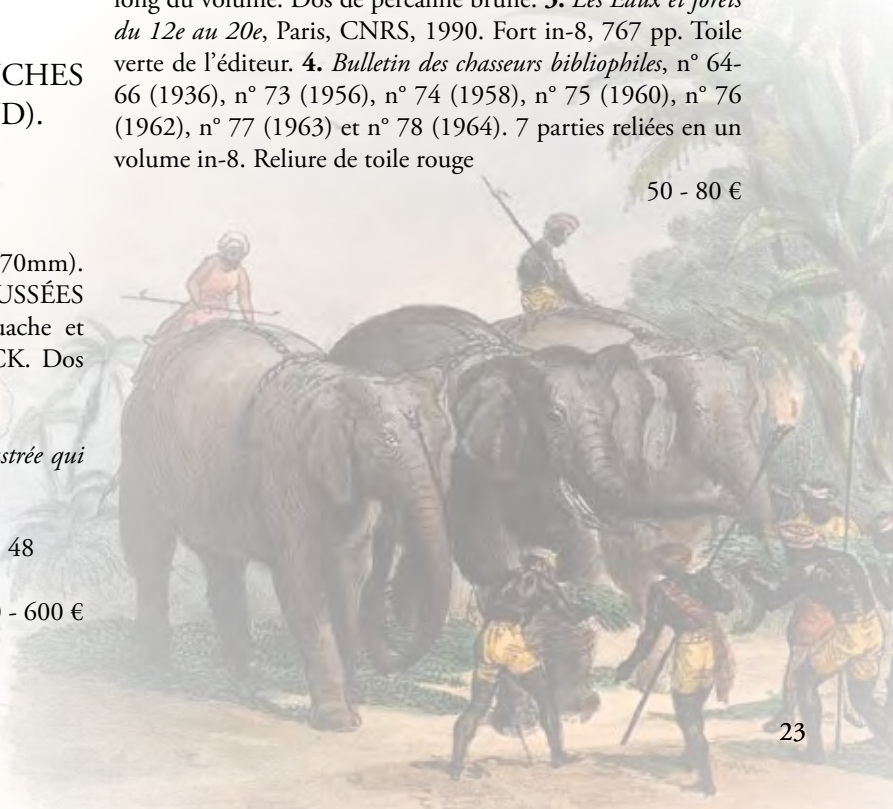 CHES
D).
70mm).
USSÉES
uache et
CK. Dos
strée qui
48
- 600 €
long du volume. Dos de percaline brune. 3. Les Eaux et forêts
du 12e au 20e, Paris, CNRS, 1990. Fort in-8, 767 pp. Toile
verte de l’éditeur. 4. Bulletin des chasseurs bibliophiles, n° 64-
66 (1936), n° 73 (1956), n° 74 (1958), n° 75 (1960), n° 76
(1962), n° 77 (1963) et n° 78 (1964). 7 parties reliées en un
volume in-8. Reliure de toile rouge
50 - 80 €
23